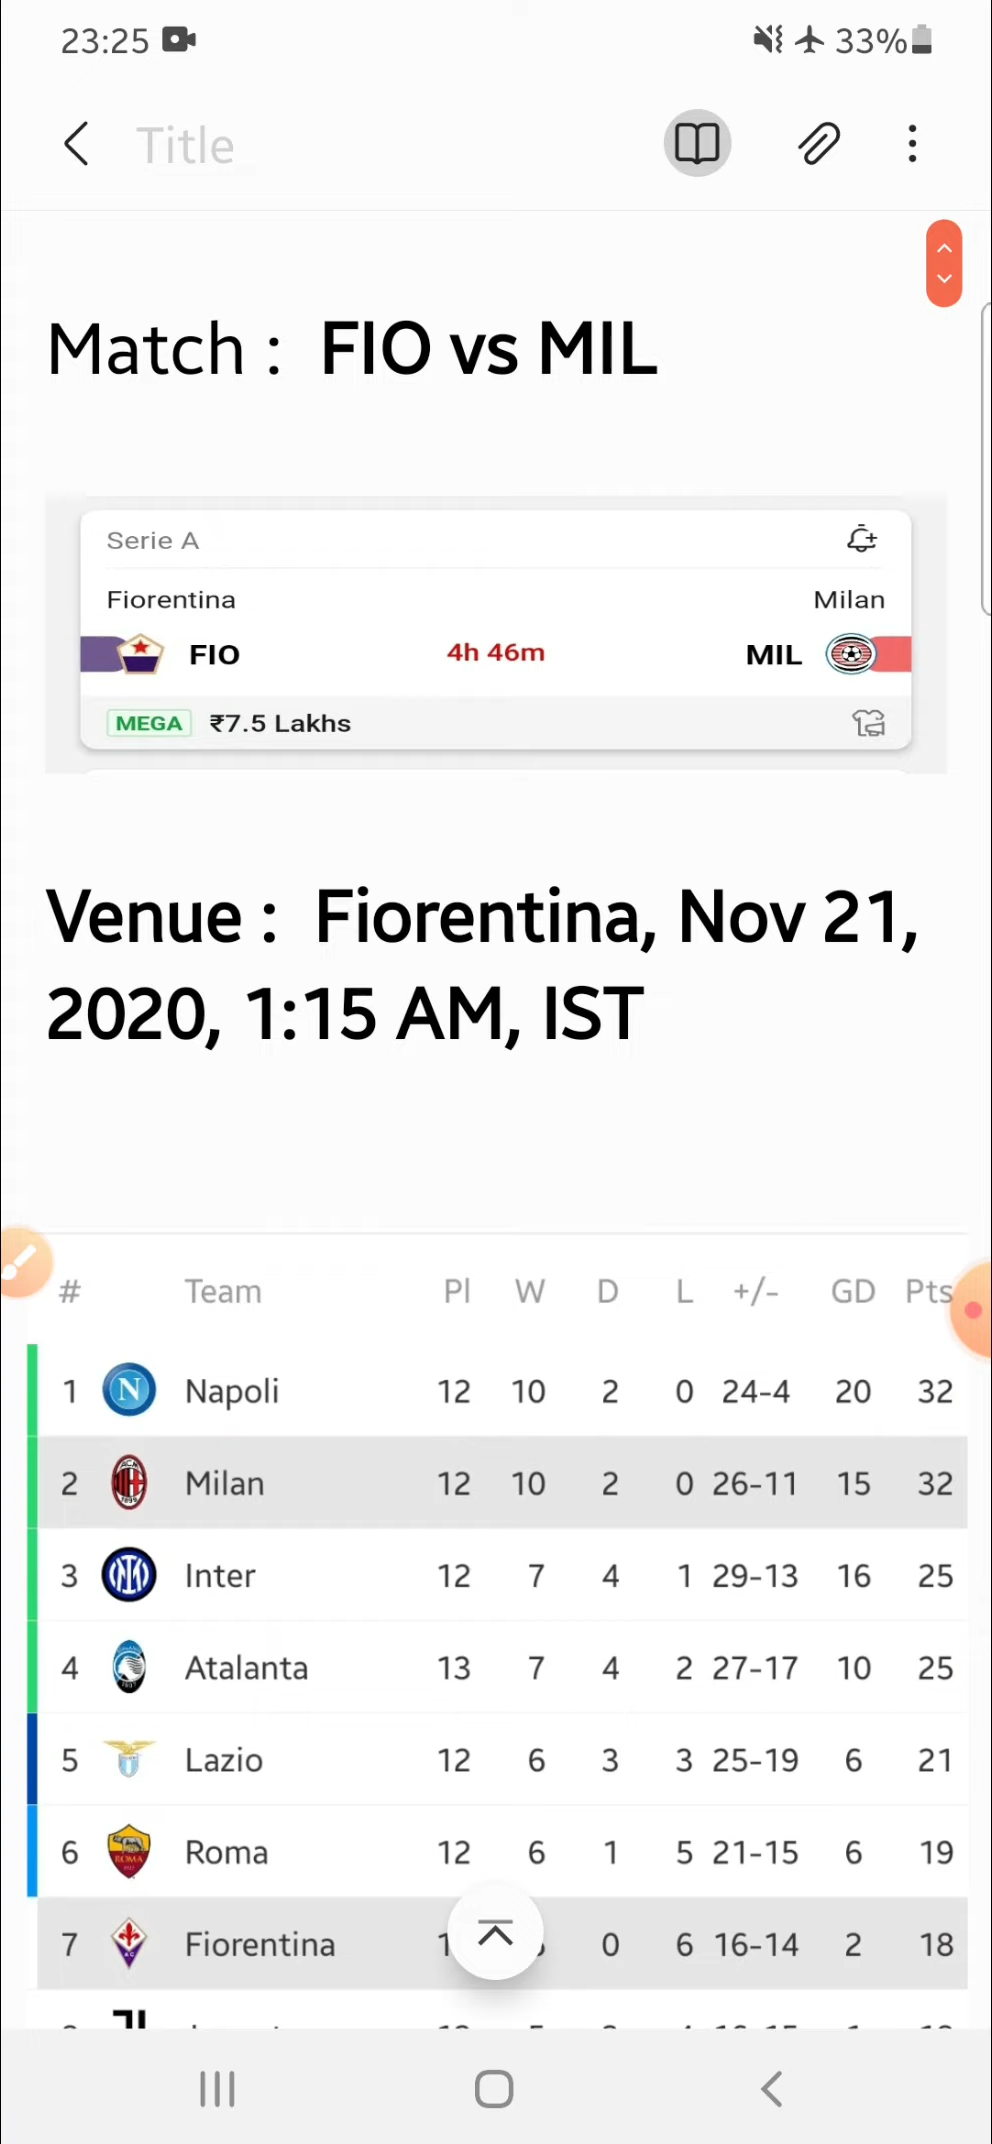 23:25 33%
Title
Match : FIO vs MIL
Serie A
Fiorentina Milan
FIO 4h 46m MIL
MEGA ₹7.5 Lakhs
Venue : Fiorentina, Nov 21,
2020, 1:15 AM, IST
# Team Pl W D L +/- GD Pts
1 N Napoli 12 10 2 0 24-4 20 32
2 Milan 12 10 2 0 26-11 15 32
3 Inter 12 7 4 1 29-13 16 25
4 Atalanta 13 7 4 2 27-17 10 25
5 Lazio 12 6 3 3 25-19 6 21
6 ROMA Roma 12 6 1 5 21-15 6 19
7 Fiorentina 0 6 16-14 2 18